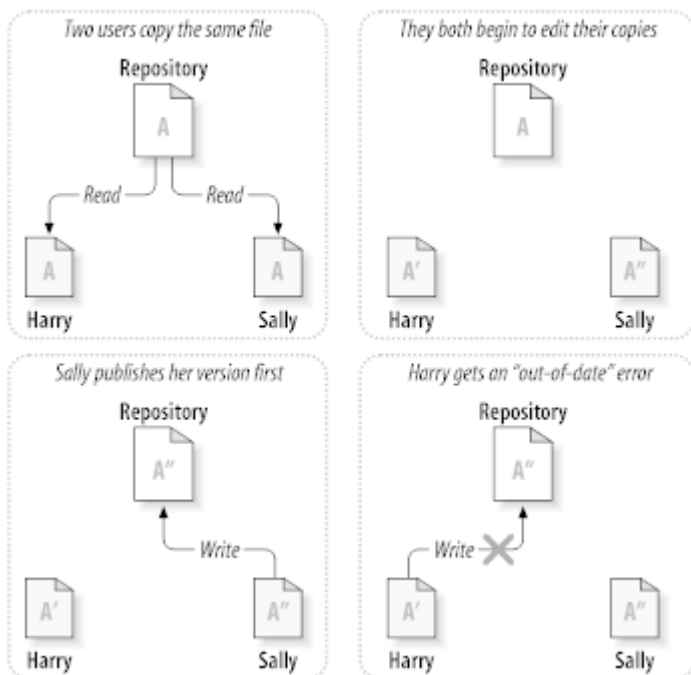 Two users copy the same file
Repository
A
Read
Read
A
A
Harry
Sally
They both begin to edit their copies
Repository
A
A′
A″
Harry
Sally
Sally publishes her version first
Repository
A″
Write
A′
A″
Harry
Sally
Harry gets an “out-of-date” error
Repository
A″
Write
A′
A″
Harry
Sally